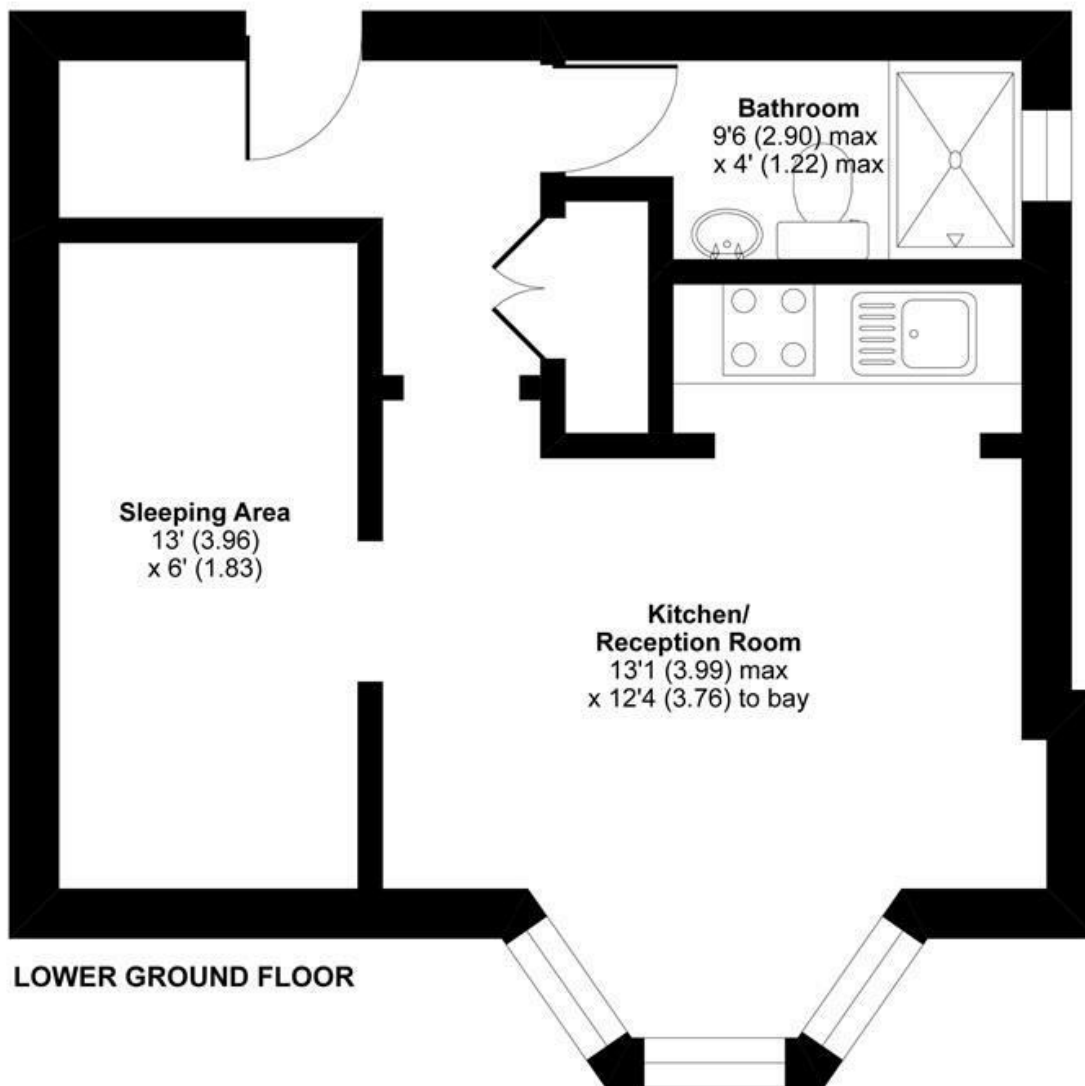 Bathroom
9'6 (2.90) max
x 4' (1.22) max
Sleeping Area
13' (3.96)
x 6' (1.83)
Kitchen/
Reception Room
13'1 (3.99) max
x 12'4 (3.76) to bay
LOWER GROUND FLOOR